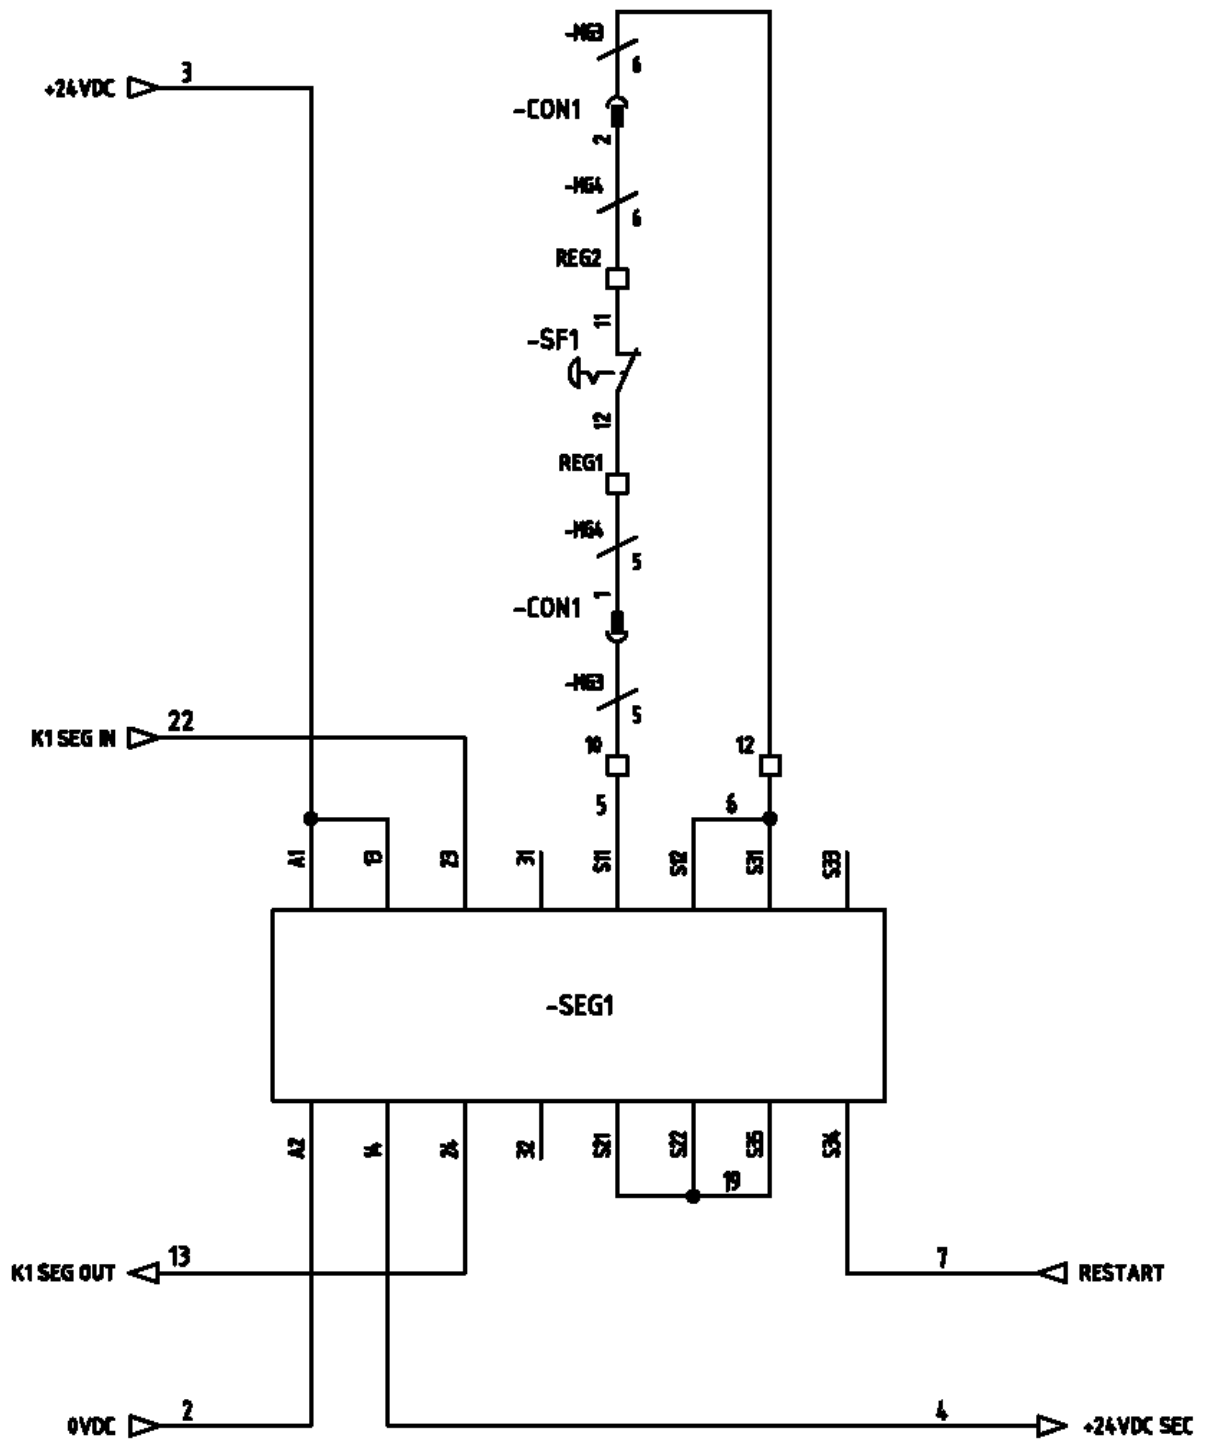 -MG3
6
+24VDC
3
-CON1
2
-MG4
6
REG2
11
-SF1
12
REG1
-MG4
5
1
-CON1
-MG3
5
K1 SEG IN
22
16
12
5
6
A1
13
23
31
S11
S12
S31
S33
-SEG1
A2
14
24
32
S21
S22
S35
S34
19
K1 SEG OUT
13
7
RESTART
0VDC
2
4
+24VDC SEC